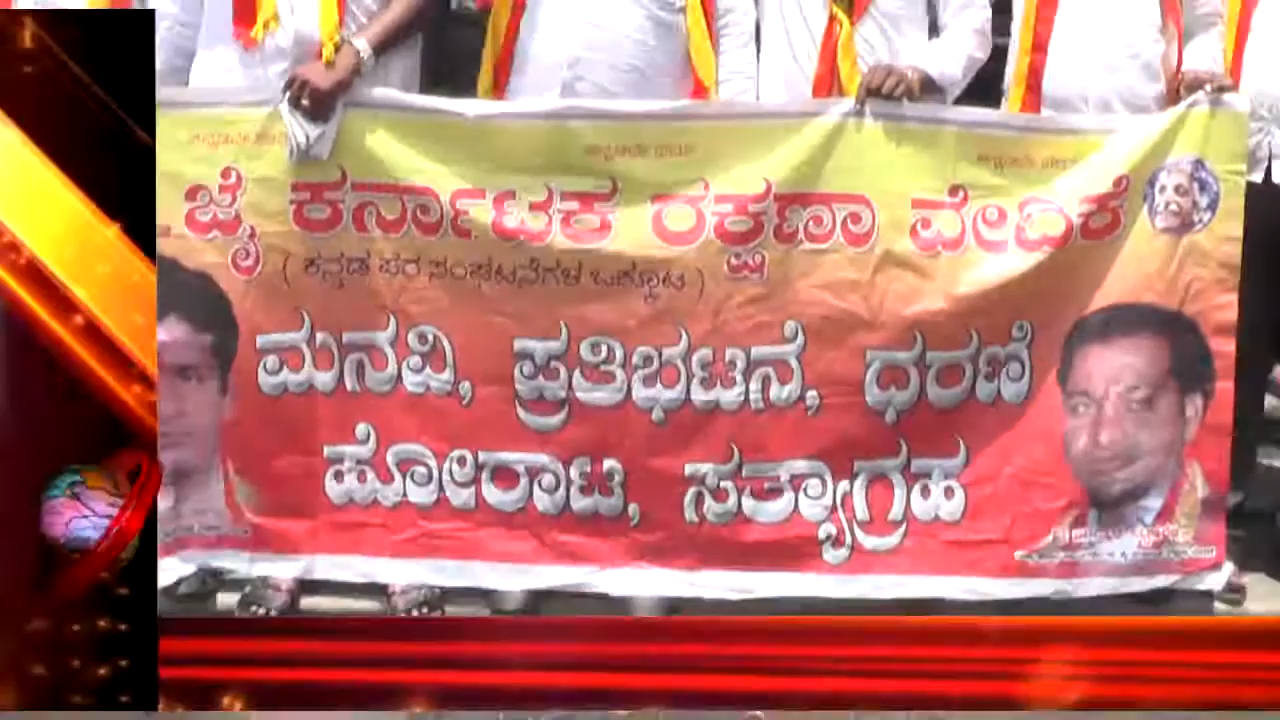 ಜೈ ಕರ್ನಾಟಕ ರಕ್ಷಣಾ ವೇದಿಕೆ
( ಕನ್ನಡ ಪರ ಸಂಘಟನೆಗಳ ಒಕ್ಕೂಟ )
ಮನವಿ, ಪ್ರತಿಭಟನೆ, ಧರಣಿ
ಹೋರಾಟ, ಸತ್ಯಾಗ್ರಹ